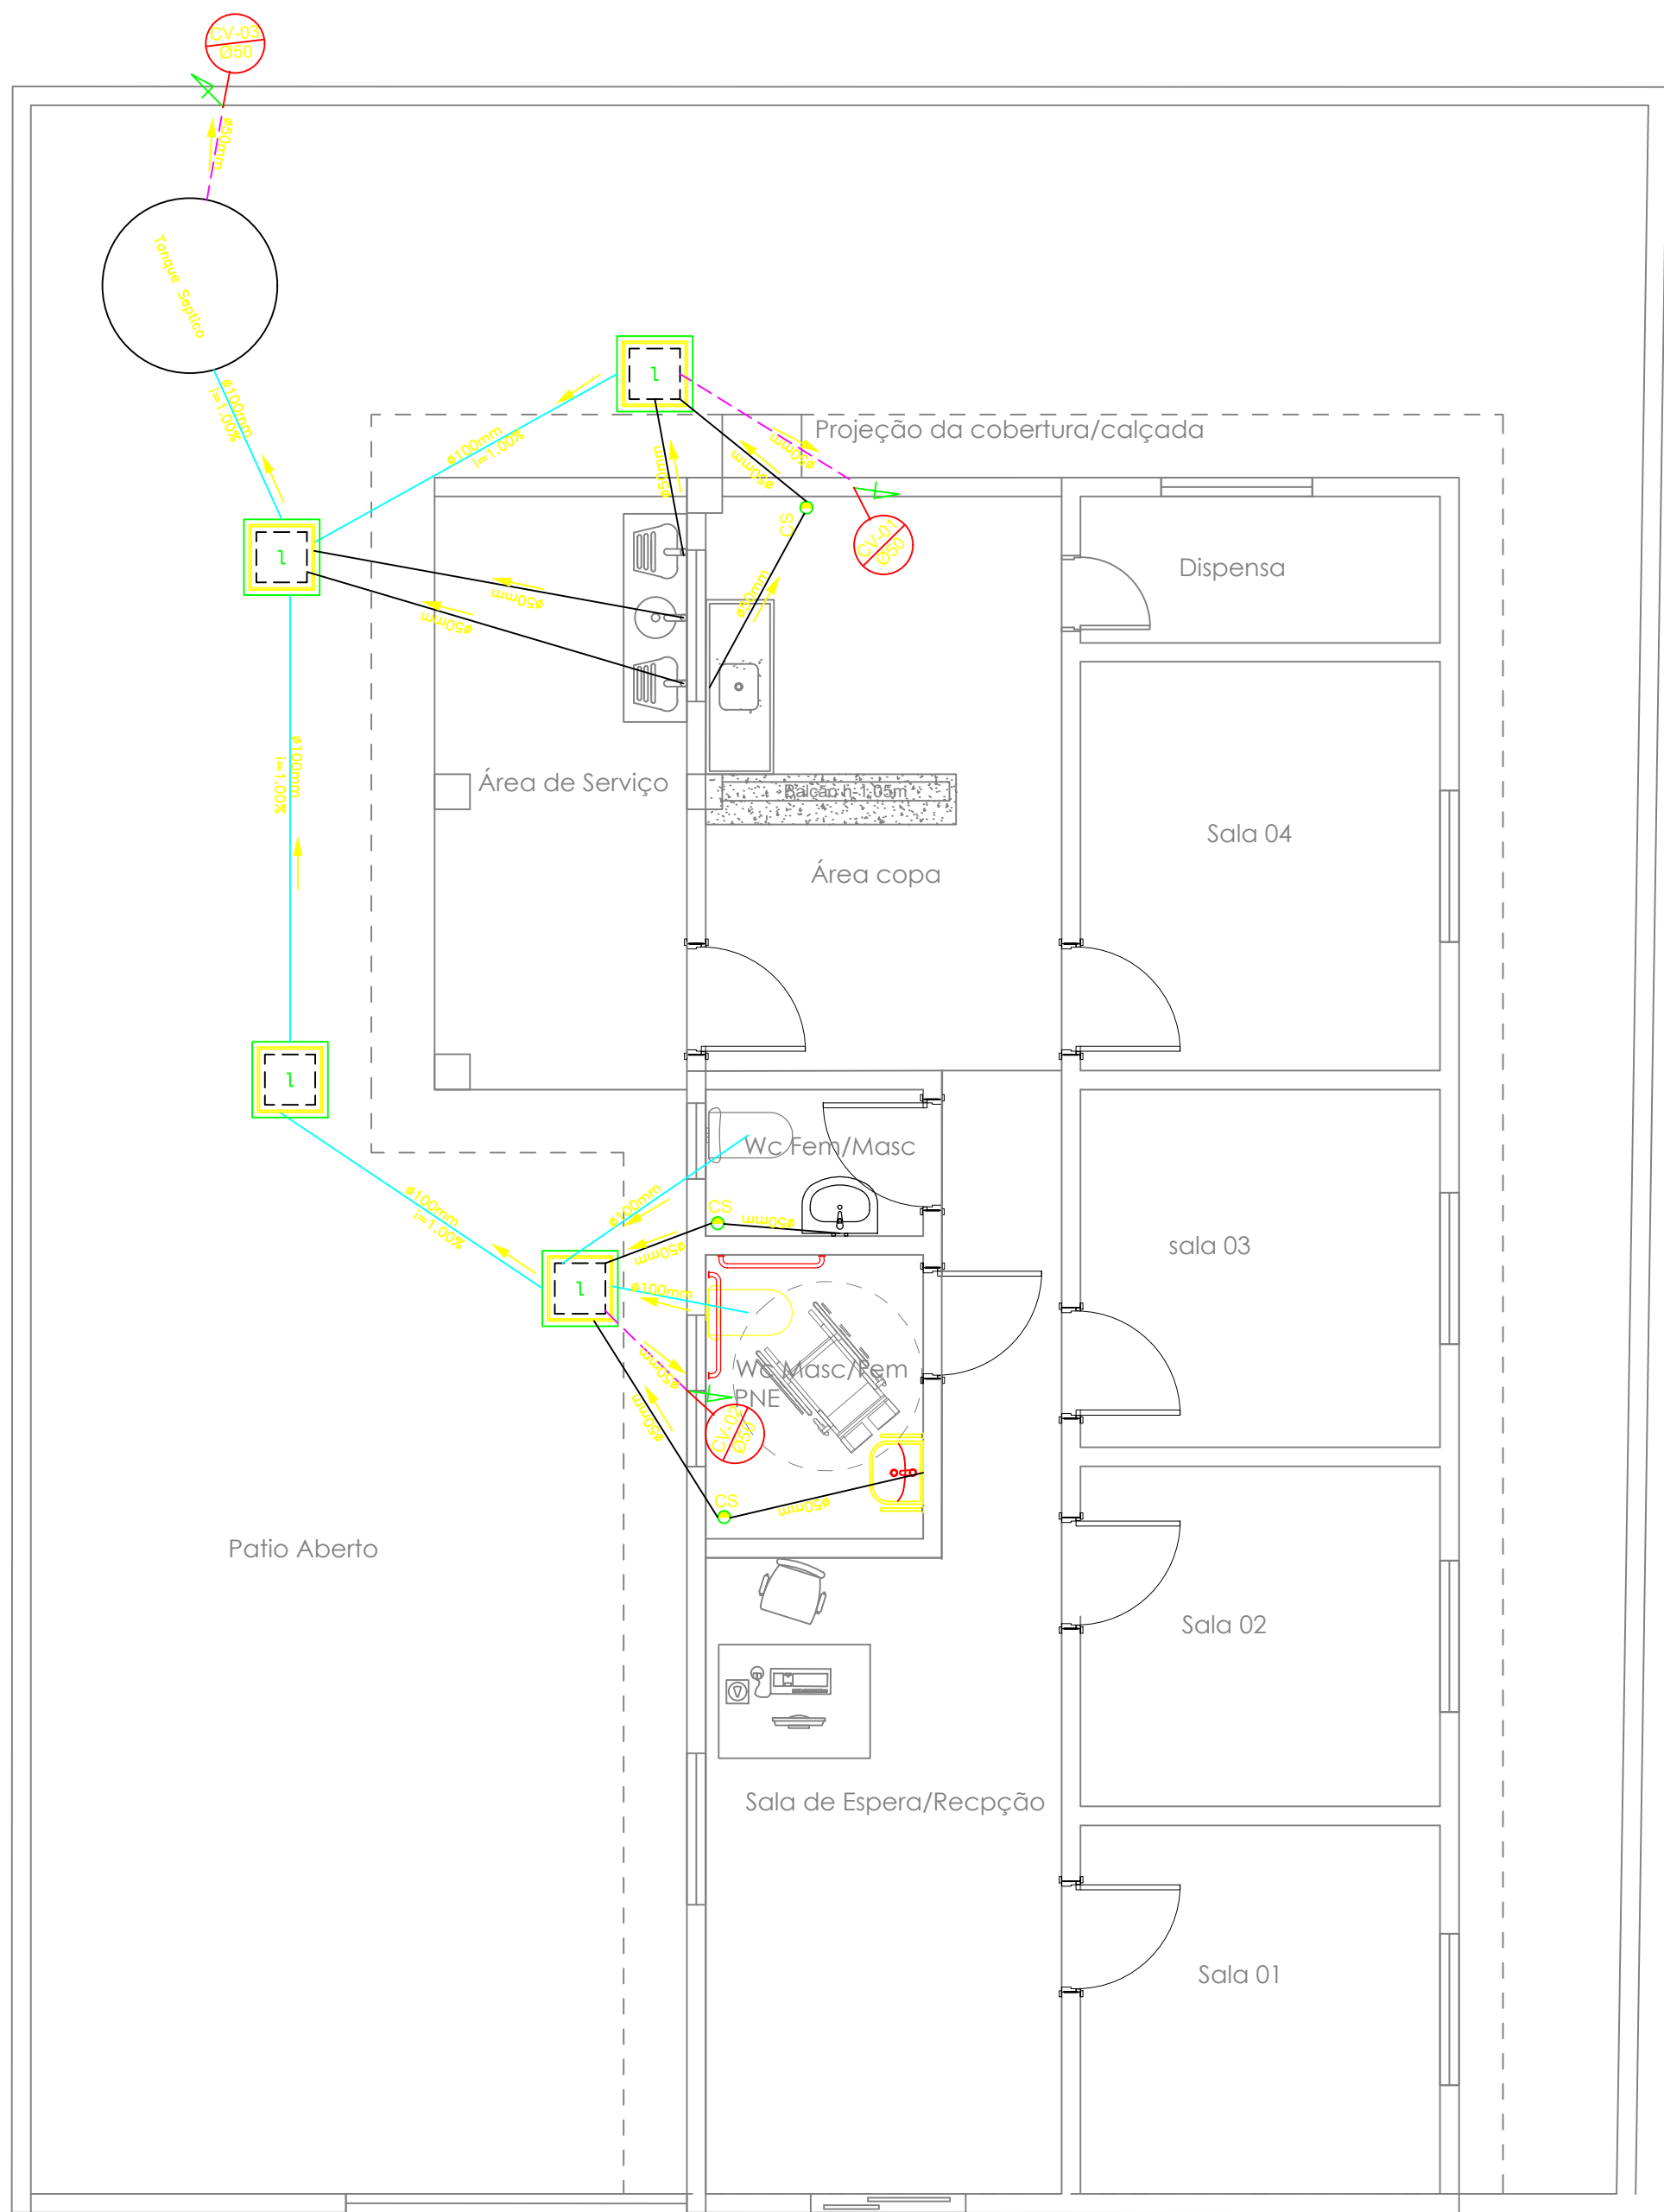 CV-03
Ø50
ø50mm
Tanque Septico
ø100mm
i=1.00%
l
ø100mm
i=1.00%
ø50mm
ø50mm
ø50mm
Projeção da cobertura/calçada
CS
CV-01
Ø50
l
ø50mm
ø50mm
ø50mm
Dispensa
ø100mm
i=1.00%
Área de Serviço
Balcão h-1.05m
Sala 04
Área copa
l
Wc Fem/Masc
ø100mm
i=1.00%
ø100mm
CS
ø50mm
ø50mm
sala 03
l
ø100mm
ø50mm
Wc Masc/Fem
PNE
ø50mm
CV-02
Ø50
CS
ø50mm
Patio Aberto
Sala 02
Sala de Espera/Recpção
Sala 01